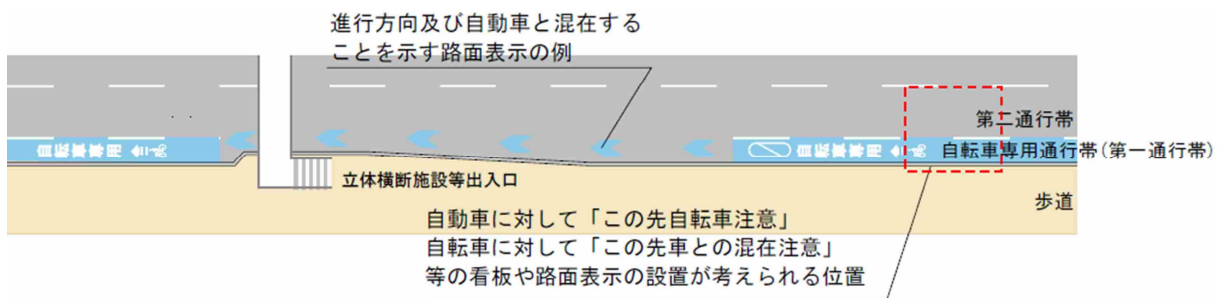 進行方向及び自動車と混在する
ことを示す路面表示の例
第二通行帯
自転車専用
自転車専用
自転車専用通行帯(第一通行帯)
立体横断施設等出入口
歩道
自動車に対して「この先自転車注意」
自転車に対して「この先車との混在注意」
等の看板や路面表示の設置が考えられる位置